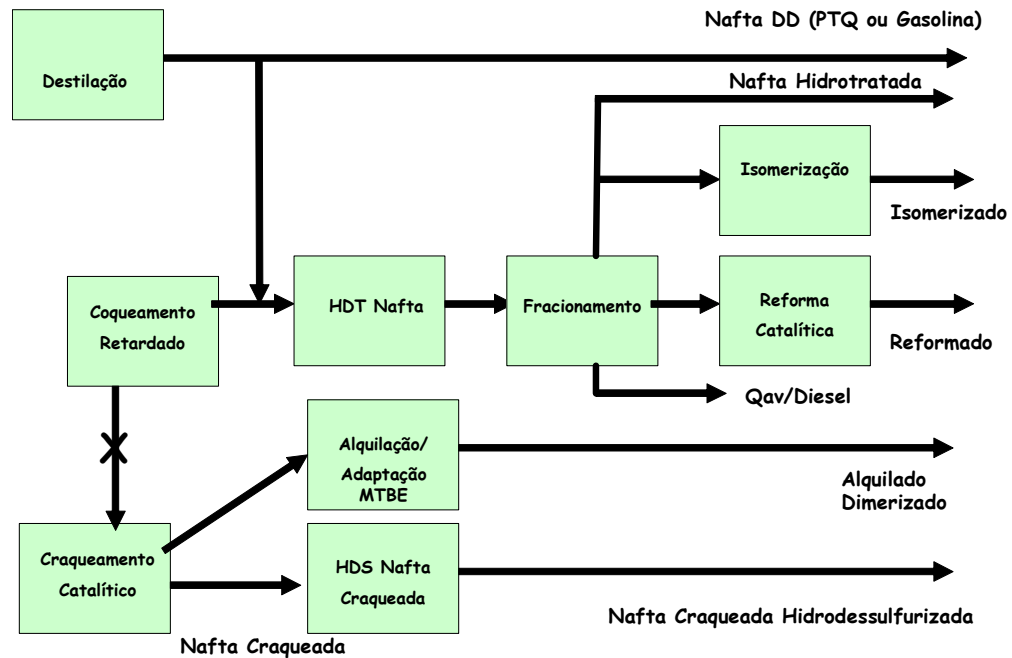 Nafta DD (PTQ ou Gasolina)
Destilação
Nafta Hidrotratada
Isomerização
Isomerizado
Coqueamento
Retardado
HDT Nafta
Fracionamento
Reforma
Catalítica
Reformado
Qav/Diesel
Alquilação/
Adaptação
MTBE
Alquilado
Dimerizado
Craqueamento
Catalítico
HDS Nafta
Craqueada
Nafta Craqueada Hidrodessulfurizada
Nafta Craqueada